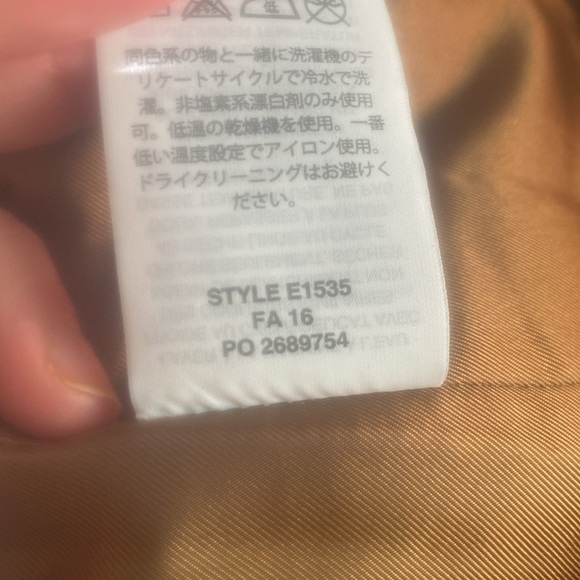 低
同色系の物と一緒に洗濯機のデ
リケートサイクルで冷水で洗
濯。非塩素系漂白剤のみ使用
可。低温の乾燥機を使用。一番
低い温度設定でアイロン使用。
ドライクリーニングはお避けく
ださい。
STYLE E1535
FA 16
PO 2689754